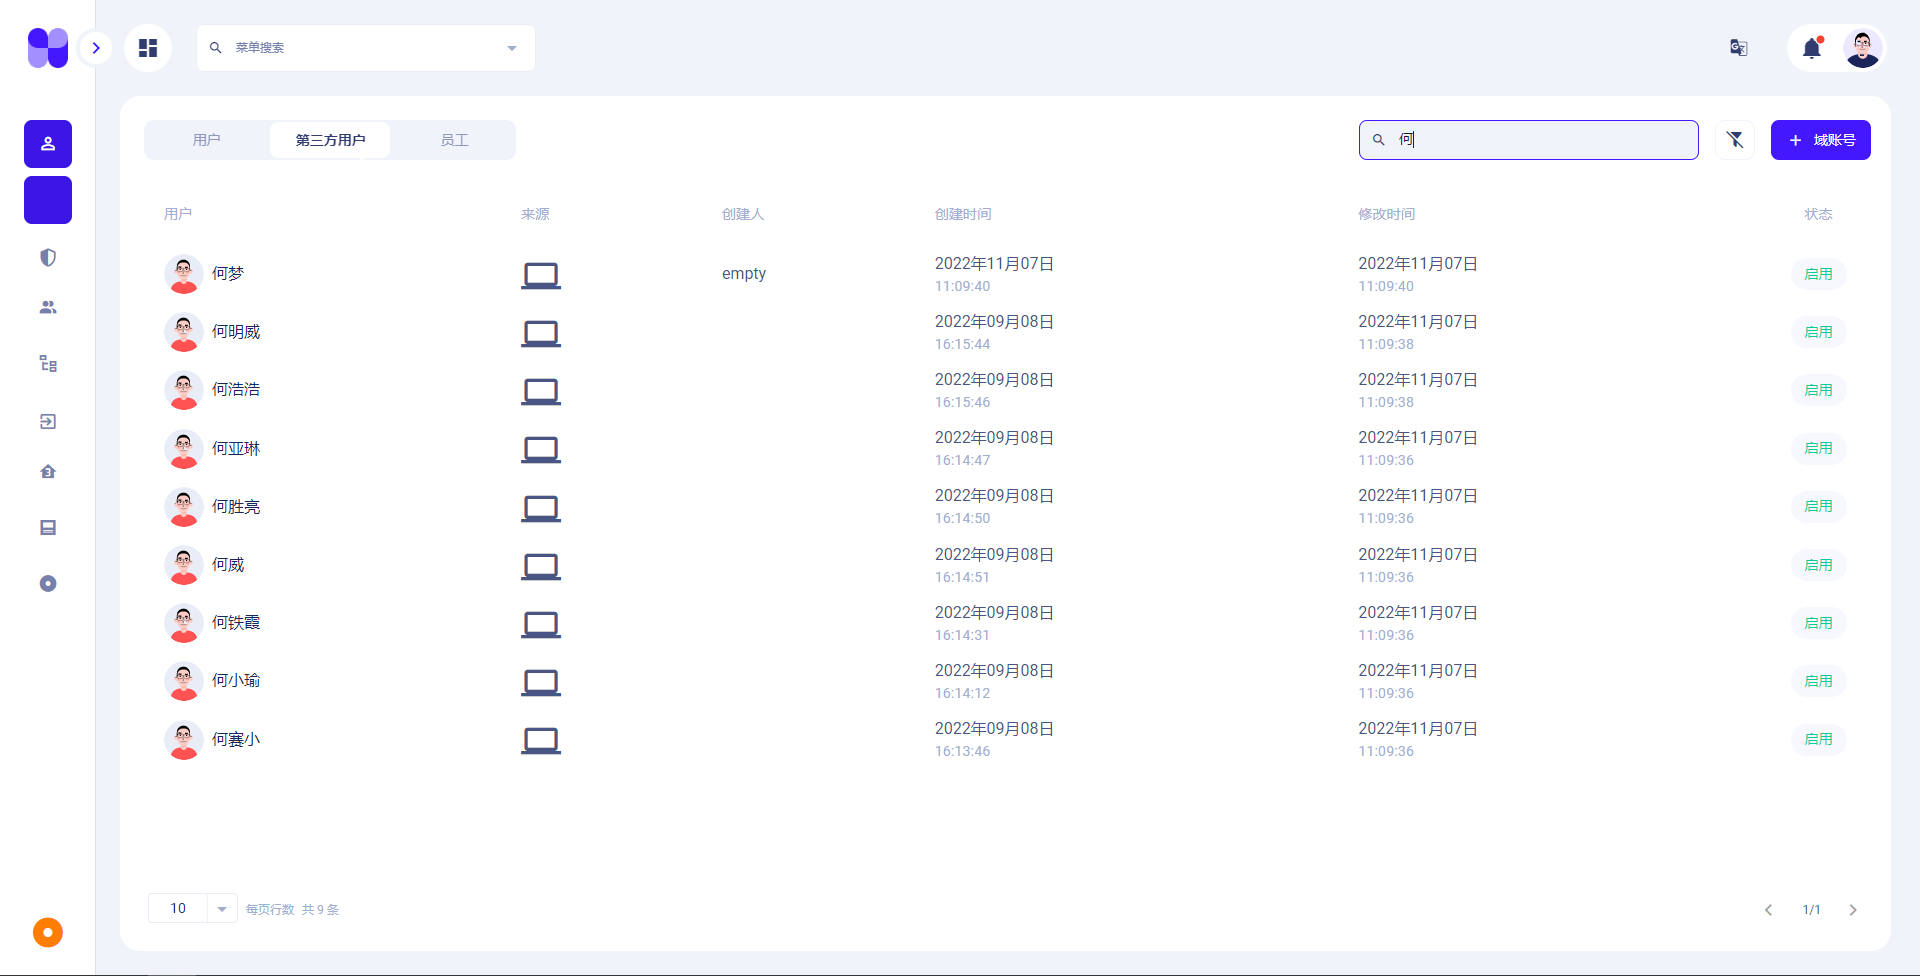 菜单搜索
用户 第三方用户 员工
何
域账号
用户 来源 创建人 创建时间 修改时间 状态
何梦 empty 2022年11月07日 11:09:40 2022年11月07日 11:09:40 启用
何明威 2022年09月08日 16:15:44 2022年11月07日 11:09:38 启用
何浩浩 2022年09月08日 16:15:46 2022年11月07日 11:09:38 启用
何亚琳 2022年09月08日 16:14:47 2022年11月07日 11:09:36 启用
何胜亮 2022年09月08日 16:14:50 2022年11月07日 11:09:36 启用
何威 2022年09月08日 16:14:51 2022年11月07日 11:09:36 启用
何铁霞 2022年09月08日 16:14:31 2022年11月07日 11:09:36 启用
何小瑜 2022年09月08日 16:14:12 2022年11月07日 11:09:36 启用
何赛小 2022年09月08日 16:13:46 2022年11月07日 11:09:36 启用
10 每页行数 共 9 条 1/1